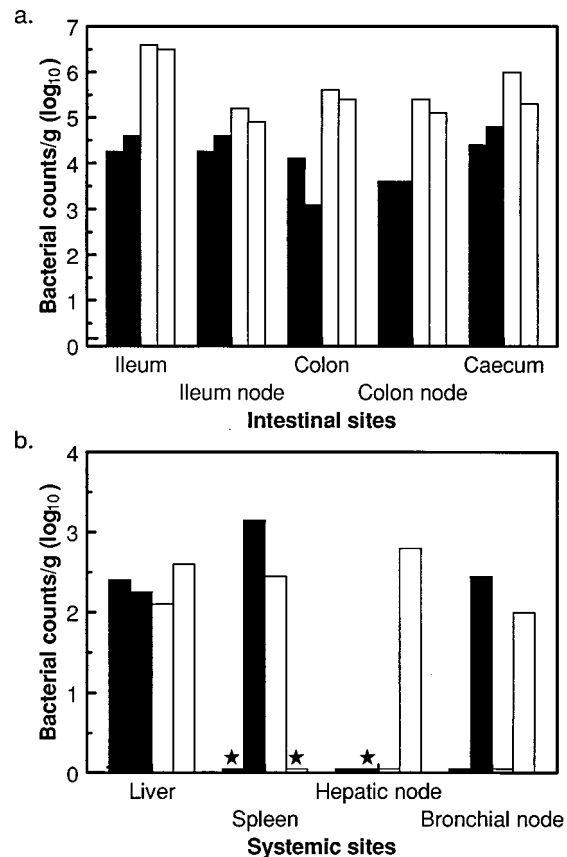 a.
Bacterial counts/g (log10)
7
6
5
4
3
2
1
0
Ileum Colon Caecum
Ileum node Colon node
Intestinal sites
b.
Bacterial counts/g (log10)
4
3
2
1
0
Liver Hepatic node
Spleen Bronchial node
Systemic sites